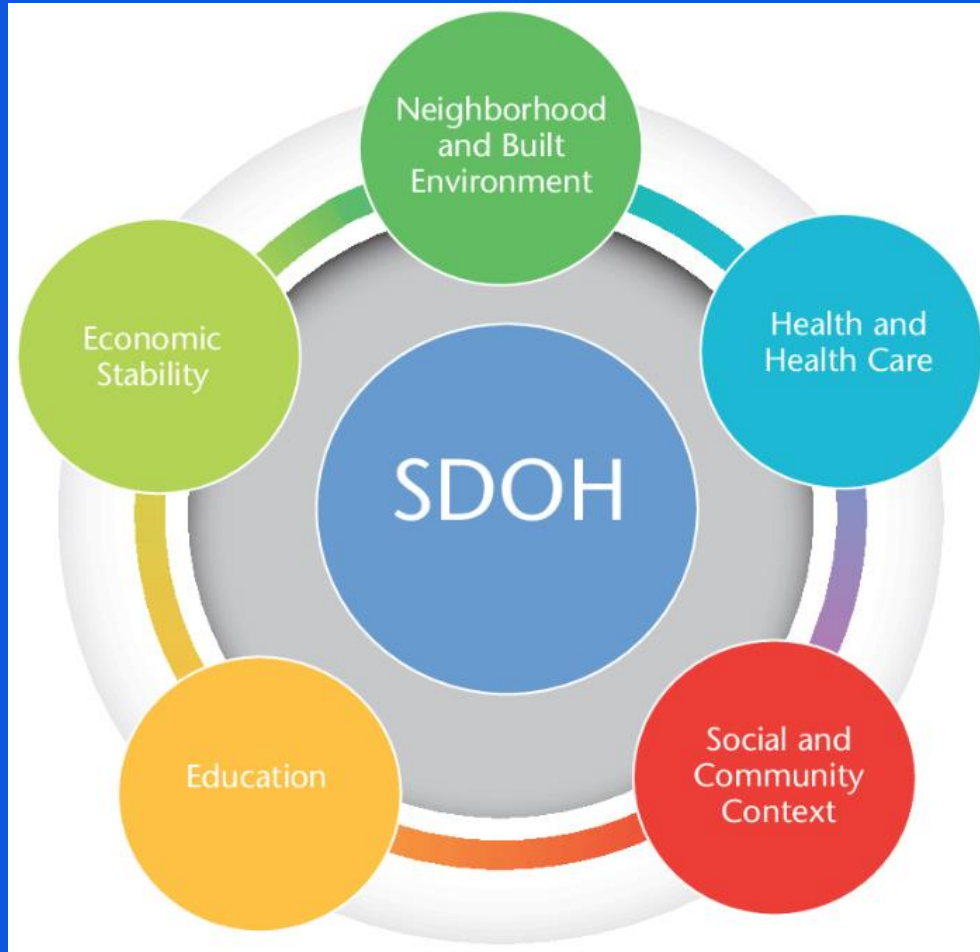 Neighborhood
and Built
Environment
Health and
Health Care
Economic
Stability
SDOH
Social and
Community
Context
Education